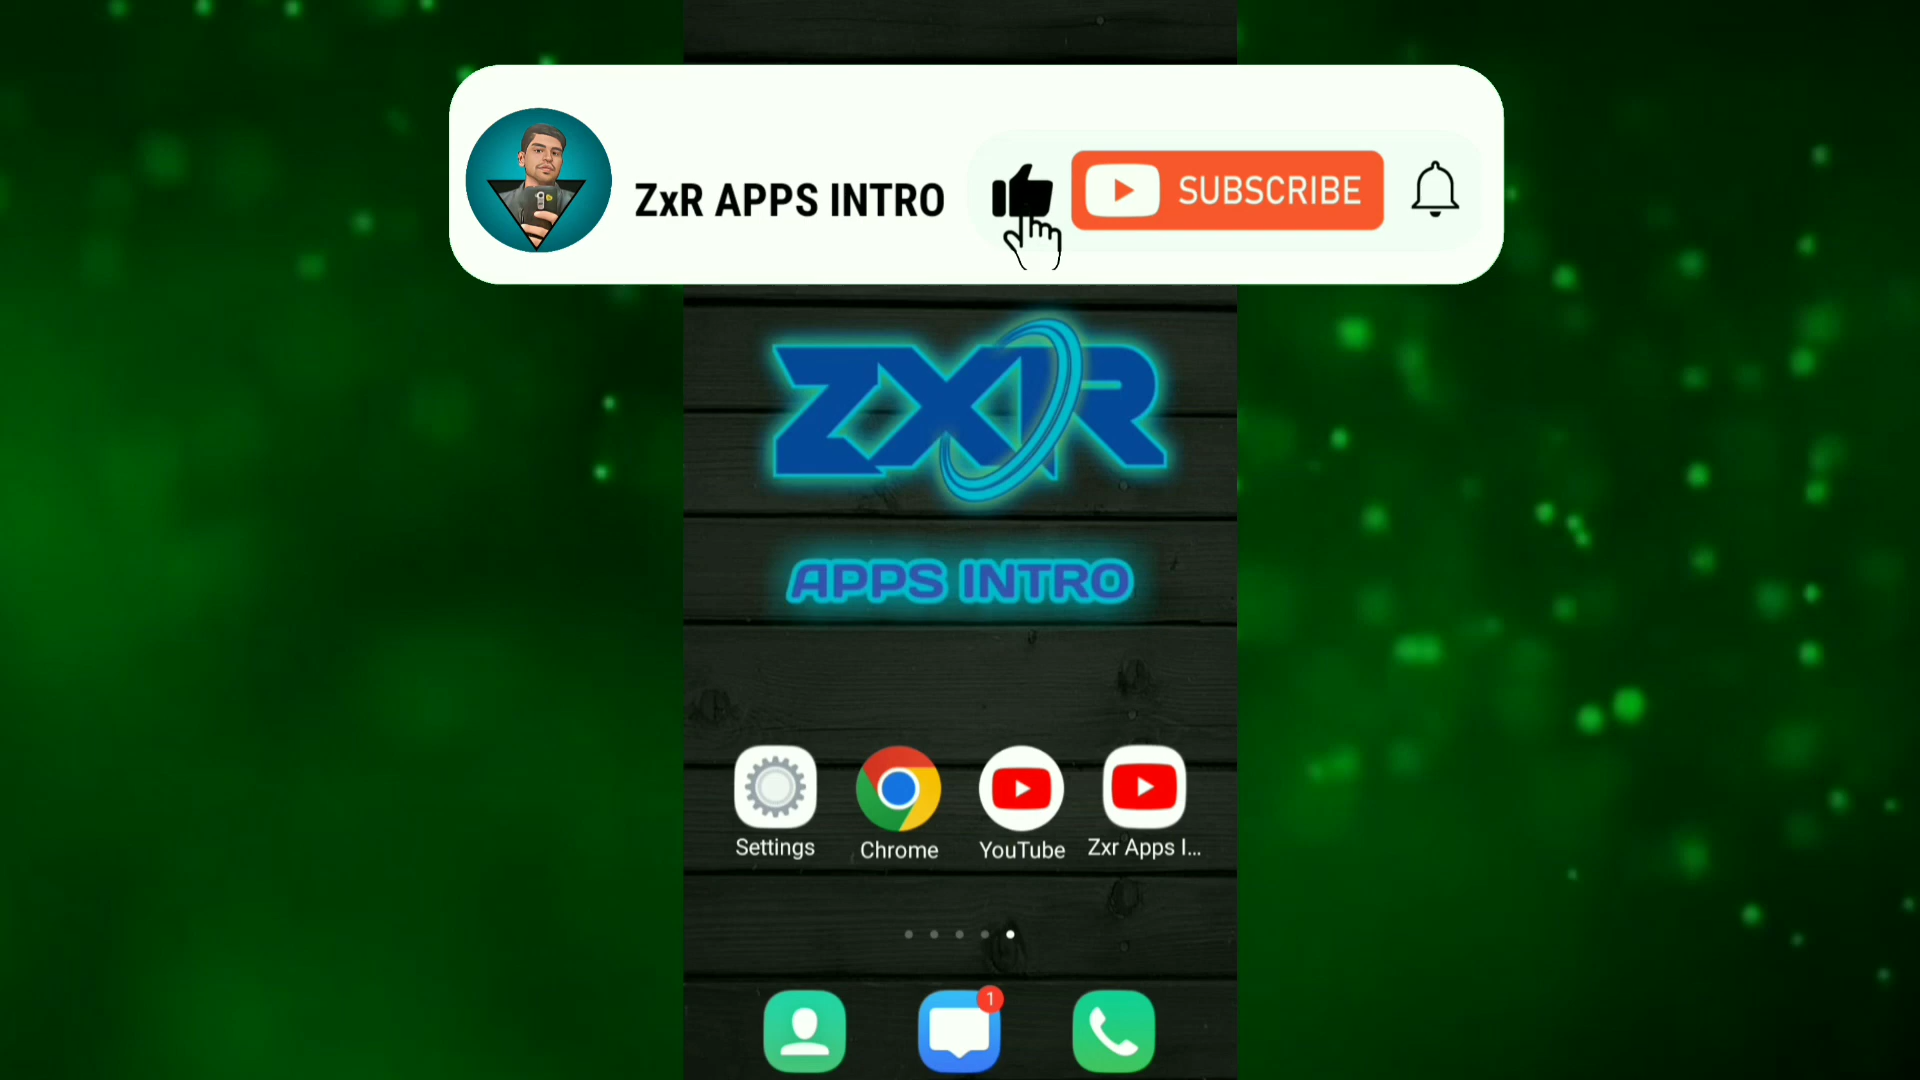 ZxR APPS INTRO
SUBSCRIBE
ZXR
APPS INTRO
Settings
Chrome
YouTube
Zxr Apps I...
1